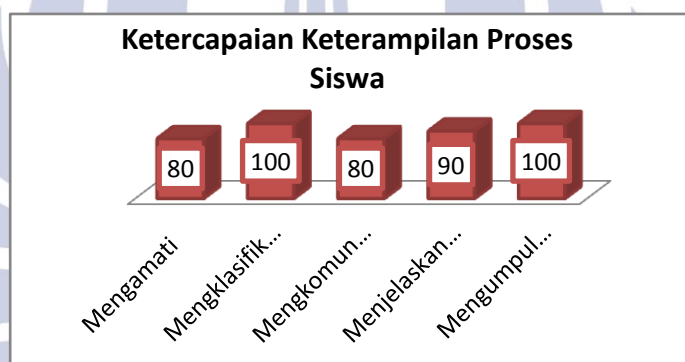 Ketercapaian Keterampilan Proses
Siswa
80 100 80 90 100
Mengamati
Mengklasifik...
Mengkomun...
Menjelaskan...
Mengumpul...